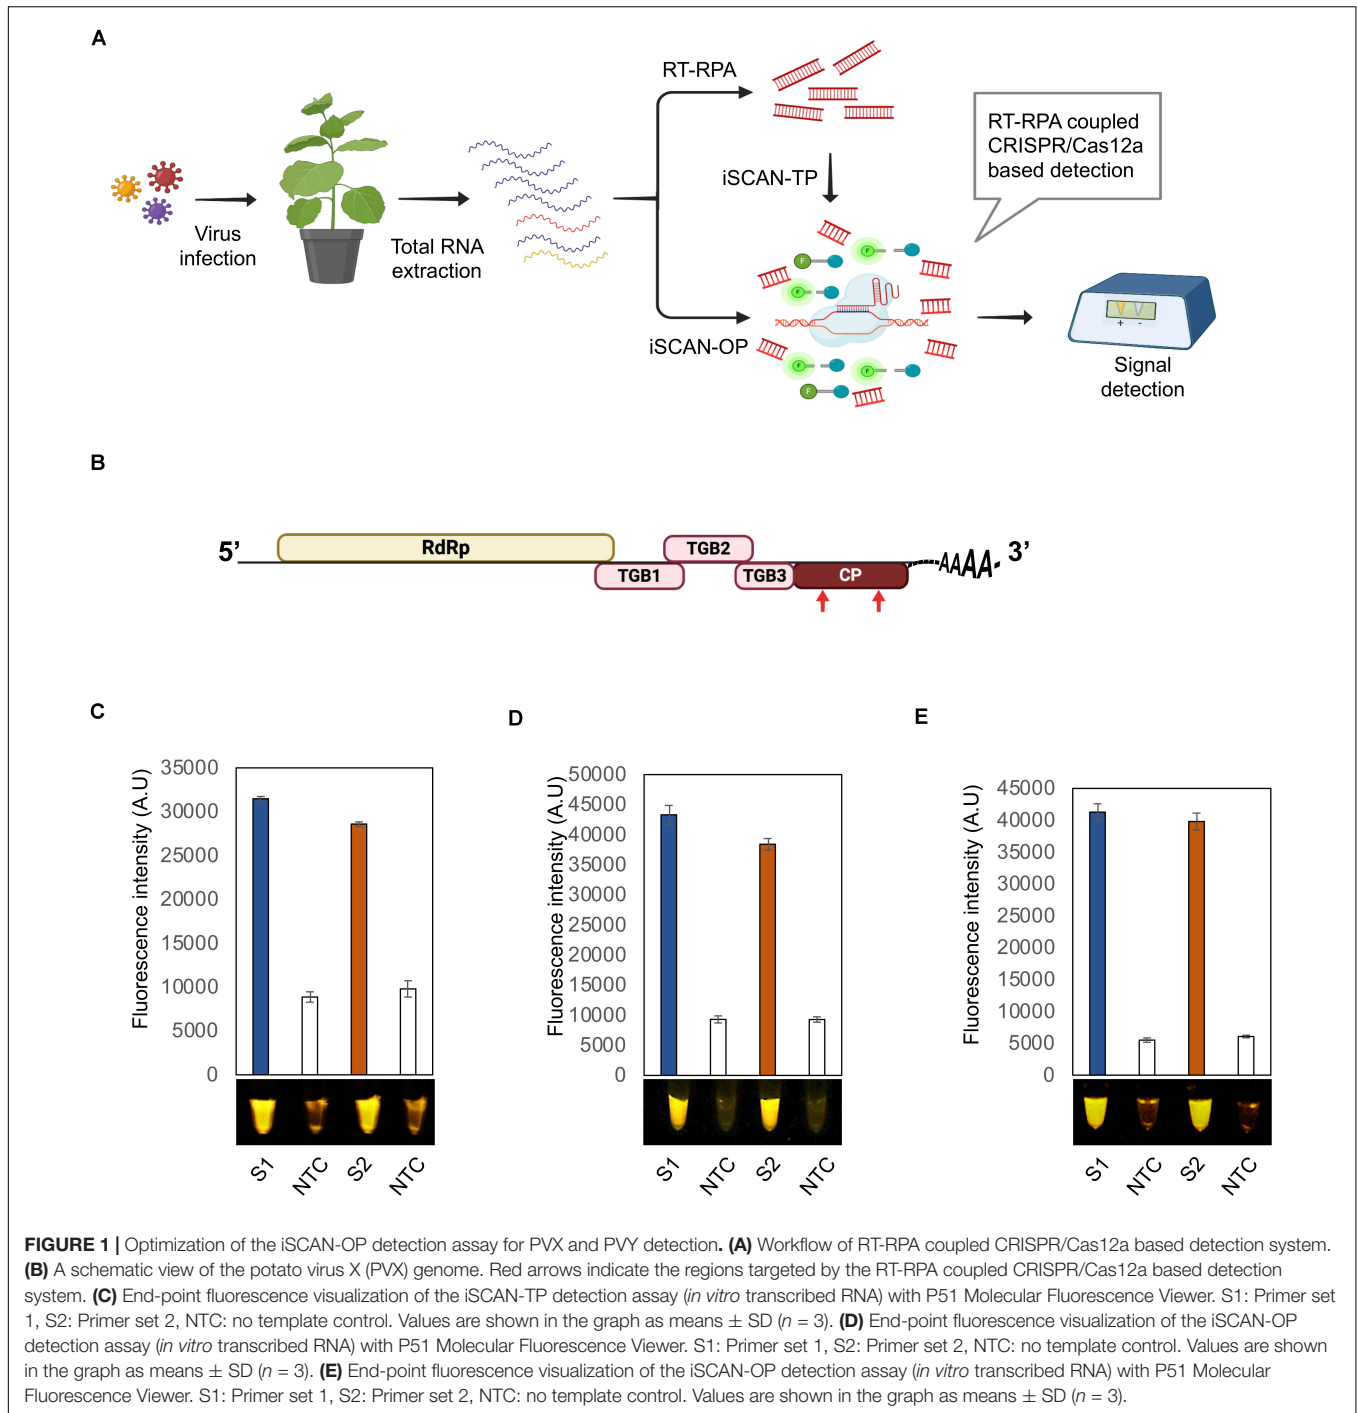 A
RT-RPA
RT-RPA coupled
CRISPR/Cas12a
based detection
iSCAN-TP
Virus
infection
Total RNA
extraction
F
F
F
iSCAN-OP
+ -
F
F
F
Signal
detection
B
5’
RdRp
TGB1
TGB2
TGB3
CP
AAAA-
3’
C
Fluorescence intensity (A.U)
35000
30000
25000
20000
15000
10000
5000
0
S1
NTC
S2
NTC
D
Fluorescence intensity (A.U)
50000
45000
40000
35000
30000
25000
20000
15000
10000
5000
0
S1
NTC
S2
NTC
E
Fluorescence intensity (A.U)
45000
40000
35000
30000
25000
20000
15000
10000
5000
0
S1
NTC
S2
NTC
FIGURE 1 | Optimization of the iSCAN-OP detection assay for PVX and PVY detection. (A) Workflow of RT-RPA coupled CRISPR/Cas12a based detection system.
(B) A schematic view of the potato virus X (PVX) genome. Red arrows indicate the regions targeted by the RT-RPA coupled CRISPR/Cas12a based detection
system. (C) End-point fluorescence visualization of the iSCAN-TP detection assay (in vitro transcribed RNA) with P51 Molecular Fluorescence Viewer. S1: Primer set
1, S2: Primer set 2, NTC: no template control. Values are shown in the graph as means ± SD (n = 3). (D) End-point fluorescence visualization of the iSCAN-OP
detection assay (in vitro transcribed RNA) with P51 Molecular Fluorescence Viewer. S1: Primer set 1, S2: Primer set 2, NTC: no template control. Values are shown
in the graph as means ± SD (n = 3). (E) End-point fluorescence visualization of the iSCAN-OP detection assay (in vitro transcribed RNA) with P51 Molecular
Fluorescence Viewer. S1: Primer set 1, S2: Primer set 2, NTC: no template control. Values are shown in the graph as means ± SD (n = 3).